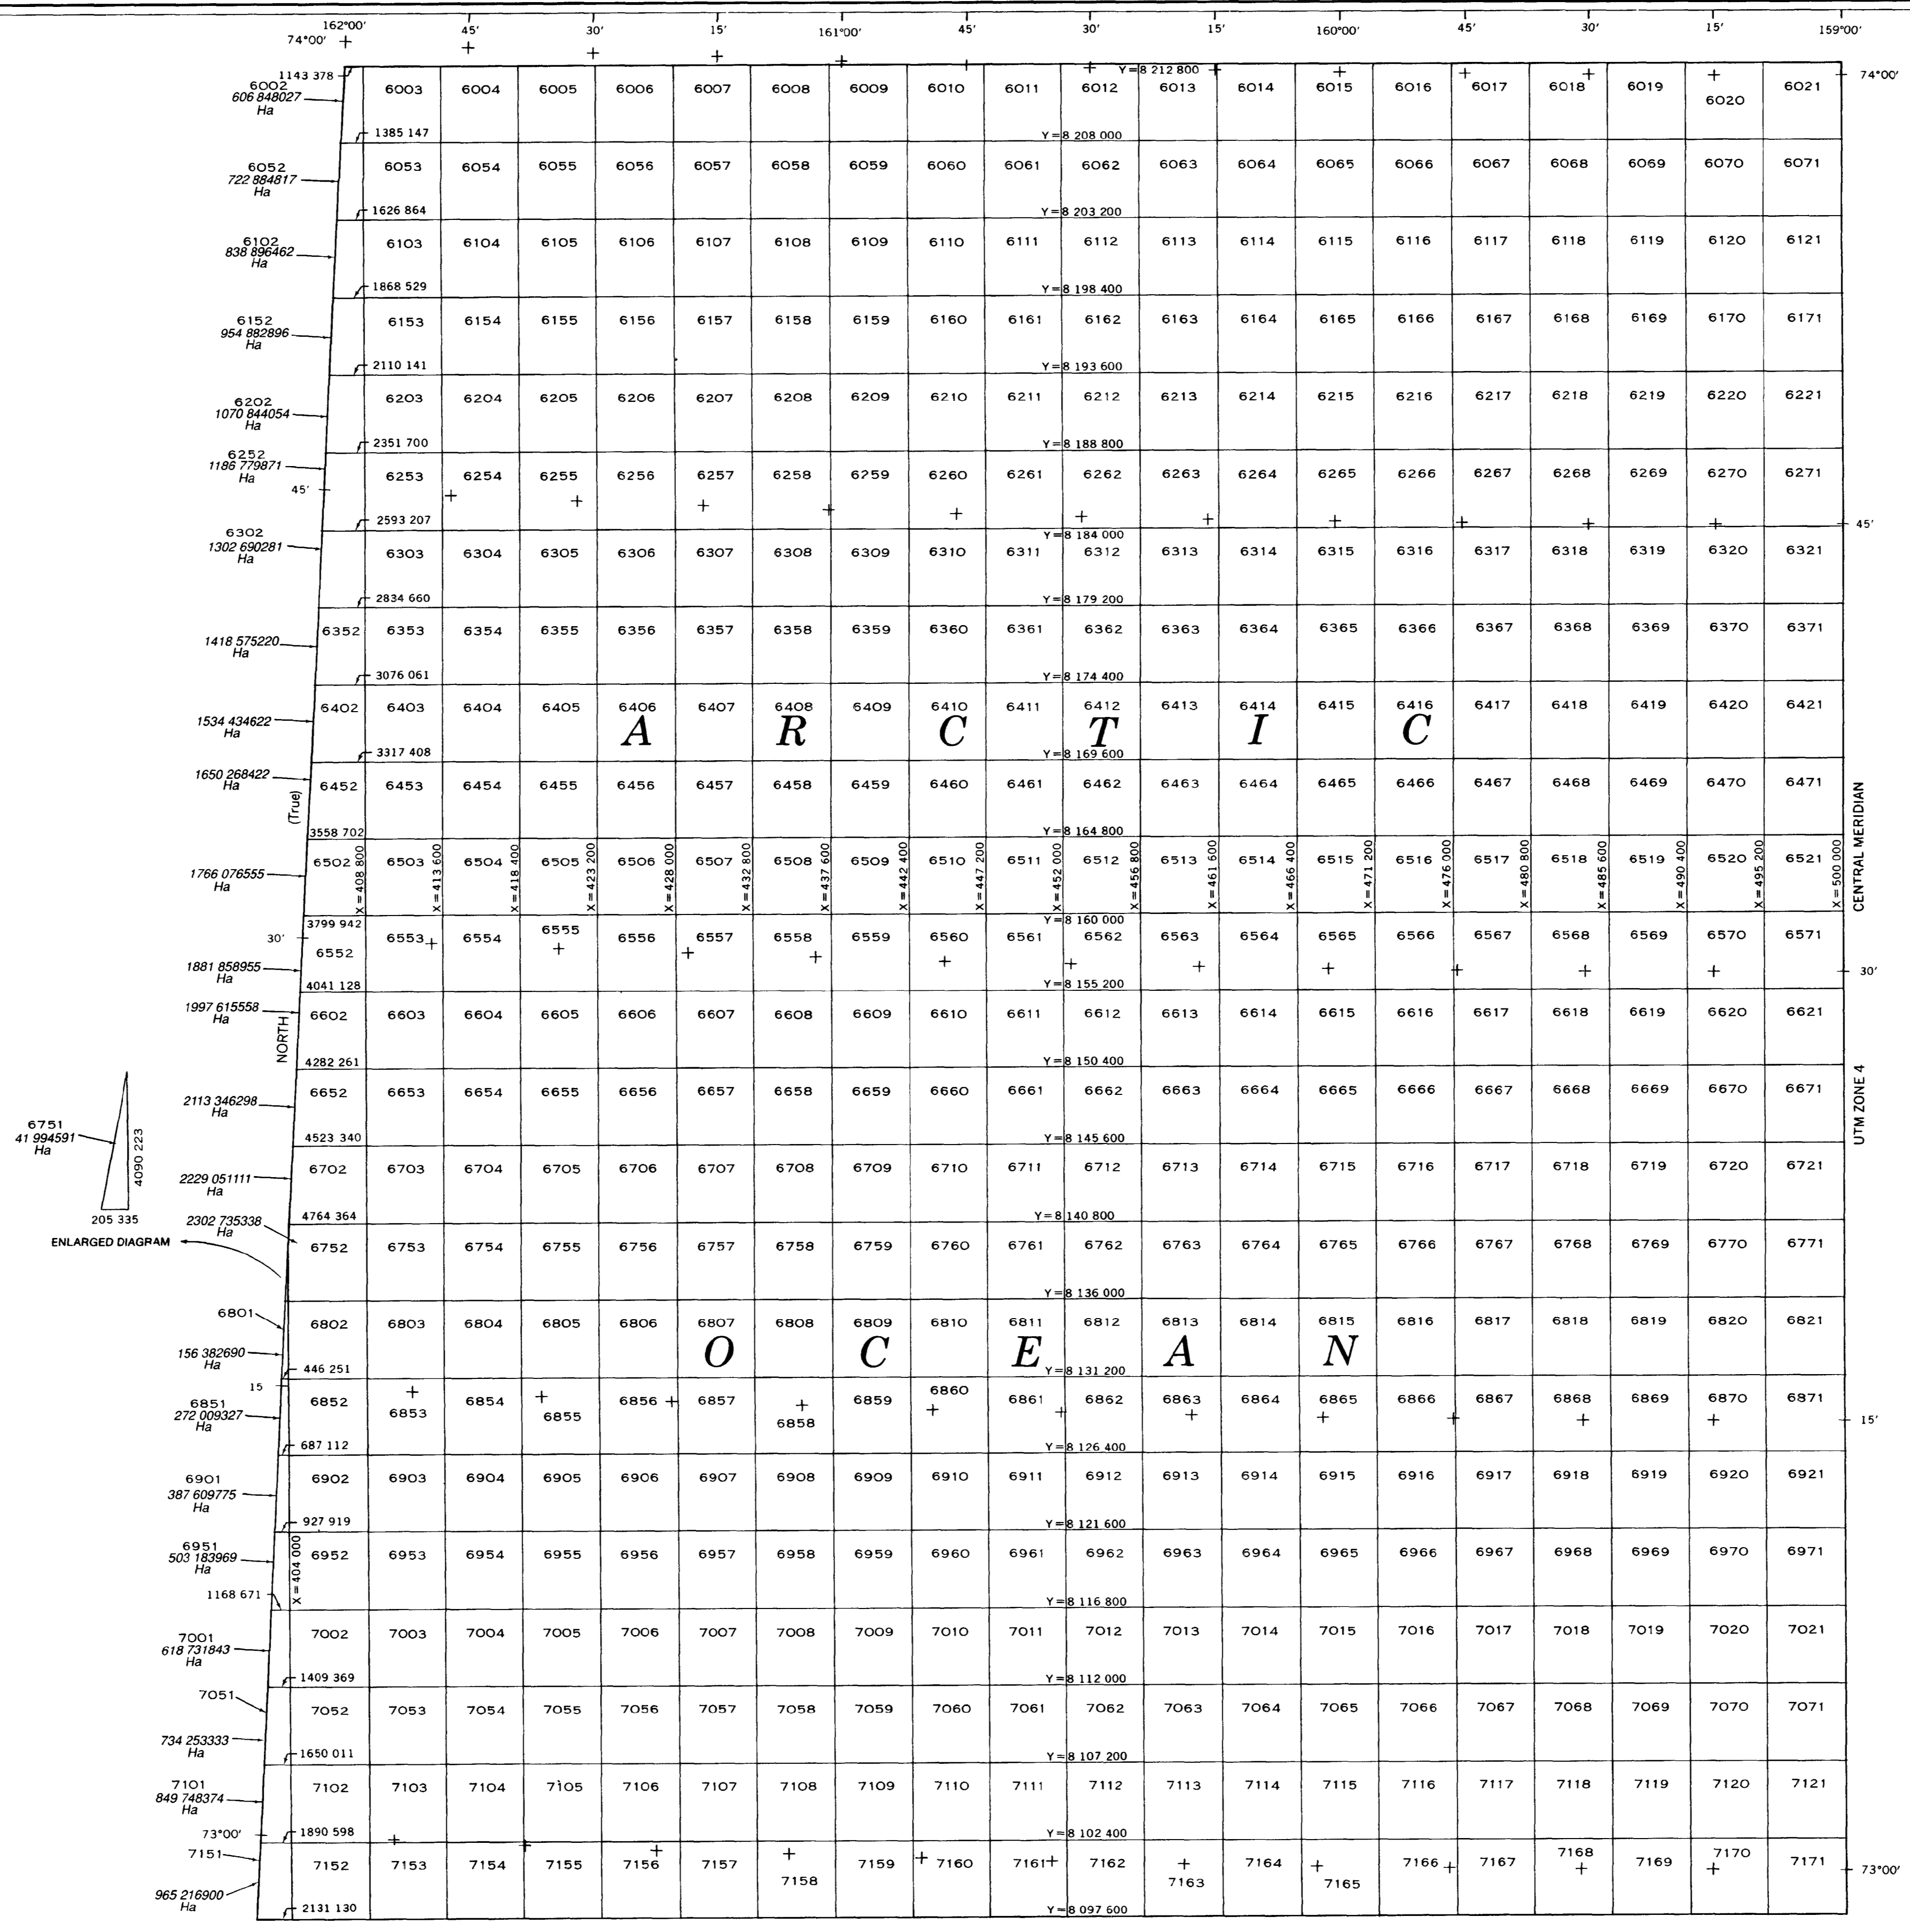 162°00' 45' 30' 15' 161°00' 45' 30' 15' 160°00' 45' 30' 15' 159°00'
74°00' 74°00'
1143 378 Y=8 212 800
6002 6003 6004 6005 6006 6007 6008 6009 6010 6011 6012 6013 6014 6015 6016 6017 6018 6019 6020 6021
606 848027
Ha
1385 147 Y=8 208 000
6052 6053 6054 6055 6056 6057 6058 6059 6060 6061 6062 6063 6064 6065 6066 6067 6068 6069 6070 6071
722 884817
Ha
1626 864 Y=8 203 200
6102 6103 6104 6105 6106 6107 6108 6109 6110 6111 6112 6113 6114 6115 6116 6117 6118 6119 6120 6121
838 896462
Ha
1868 529 Y=8 198 400
6152 6153 6154 6155 6156 6157 6158 6159 6160 6161 6162 6163 6164 6165 6166 6167 6168 6169 6170 6171
954 882896
Ha
2110 141 Y=8 193 600
6202 6203 6204 6205 6206 6207 6208 6209 6210 6211 6212 6213 6214 6215 6216 6217 6218 6219 6220 6221
1070 844054
Ha
2351 700 Y=8 188 800
6252 6253 6254 6255 6256 6257 6258 6259 6260 6261 6262 6263 6264 6265 6266 6267 6268 6269 6270 6271
1186 779871
Ha
45' 45'
2593 207 Y=8 184 000
6302 6303 6304 6305 6306 6307 6308 6309 6310 6311 6312 6313 6314 6315 6316 6317 6318 6319 6320 6321
1302 690281
Ha
2834 660 Y=8 179 200
6352 6353 6354 6355 6356 6357 6358 6359 6360 6361 6362 6363 6364 6365 6366 6367 6368 6369 6370 6371
1418 575220
Ha
3076 061 Y=8 174 400
6402 6403 6404 6405 6406 6407 6408 6409 6410 6411 6412 6413 6414 6415 6416 6417 6418 6419 6420 6421
1534 434622
Ha
A R C T I C
3317 408 Y=8 169 600
1650 268422
Ha
6452 6453 6454 6455 6456 6457 6458 6459 6460 6461 6462 6463 6464 6465 6466 6467 6468 6469 6470 6471
(True)
CENTRAL MERIDIAN
3558 702 Y=8 164 800
6502 6503 6504 6505 6506 6507 6508 6509 6510 6511 6512 6513 6514 6515 6516 6517 6518 6519 6520 6521
1766 076555
Ha
X=408 800 X=413 600 X=418 400 X=423 200 X=428 000 X=432 800 X=437 600 X=442 400 X=447 200 X=452 000 X=456 800 X=461 600 X=466 400 X=471 200 X=476 000 X=480 800 X=485 600 X=490 400 X=495 200 X=500 000
3799 942 Y=8 160 000
30' 30'
6552 6553 6554 6555 6556 6557 6558 6559 6560 6561 6562 6563 6564 6565 6566 6567 6568 6569 6570 6571
1881 858955
Ha
4041 128 Y=8 155 200
1997 615558
Ha
6602 6603 6604 6605 6606 6607 6608 6609 6610 6611 6612 6613 6614 6615 6616 6617 6618 6619 6620 6621
NORTH
4282 261 Y=8 150 400
6652 6653 6654 6655 6656 6657 6658 6659 6660 6661 6662 6663 6664 6665 6666 6667 6668 6669 6670 6671
2113 346298
Ha
UTM ZONE 4
6751
41 994591
Ha
4090 223
205 335
ENLARGED DIAGRAM
4523 340 Y=8 145 600
6702 6703 6704 6705 6706 6707 6708 6709 6710 6711 6712 6713 6714 6715 6716 6717 6718 6719 6720 6721
2229 051111
Ha
4764 364 Y=8 140 800
2302 735338
Ha
6752 6753 6754 6755 6756 6757 6758 6759 6760 6761 6762 6763 6764 6765 6766 6767 6768 6769 6770 6771
Y=8 136 000
6801 6802 6803 6804 6805 6806 6807 6808 6809 6810 6811 6812 6813 6814 6815 6816 6817 6818 6819 6820 6821
156 382690
Ha
O C E A N
446 251 Y=8 131 200
15 15'
6851 6852 6853 6854 6855 6856 6857 6858 6859 6860 6861 6862 6863 6864 6865 6866 6867 6868 6869 6870 6871
272 009327
Ha
687 112 Y=8 126 400
6901 6902 6903 6904 6905 6906 6907 6908 6909 6910 6911 6912 6913 6914 6915 6916 6917 6918 6919 6920 6921
387 609775
Ha
927 919 Y=8 121 600
6951 6952 6953 6954 6955 6956 6957 6958 6959 6960 6961 6962 6963 6964 6965 6966 6967 6968 6969 6970 6971
503 183969
Ha
X=404 000
1168 671 Y=8 116 800
7001 7002 7003 7004 7005 7006 7007 7008 7009 7010 7011 7012 7013 7014 7015 7016 7017 7018 7019 7020 7021
618 731843
Ha
1409 369 Y=8 112 000
7051 7052 7053 7054 7055 7056 7057 7058 7059 7060 7061 7062 7063 7064 7065 7066 7067 7068 7069 7070 7071
734 253333
Ha
1650 011 Y=8 107 200
7101 7102 7103 7104 7105 7106 7107 7108 7109 7110 7111 7112 7113 7114 7115 7116 7117 7118 7119 7120 7121
849 748374
Ha
73°00' 1890 598 Y=8 102 400
7151 7152 7153 7154 7155 7156 7157 7158 7159 7160 7161 7162 7163 7164 7165 7166 7167 7168 7169 7170 7171 73°00'
965 216900
Ha
2131 130 Y=8 097 600